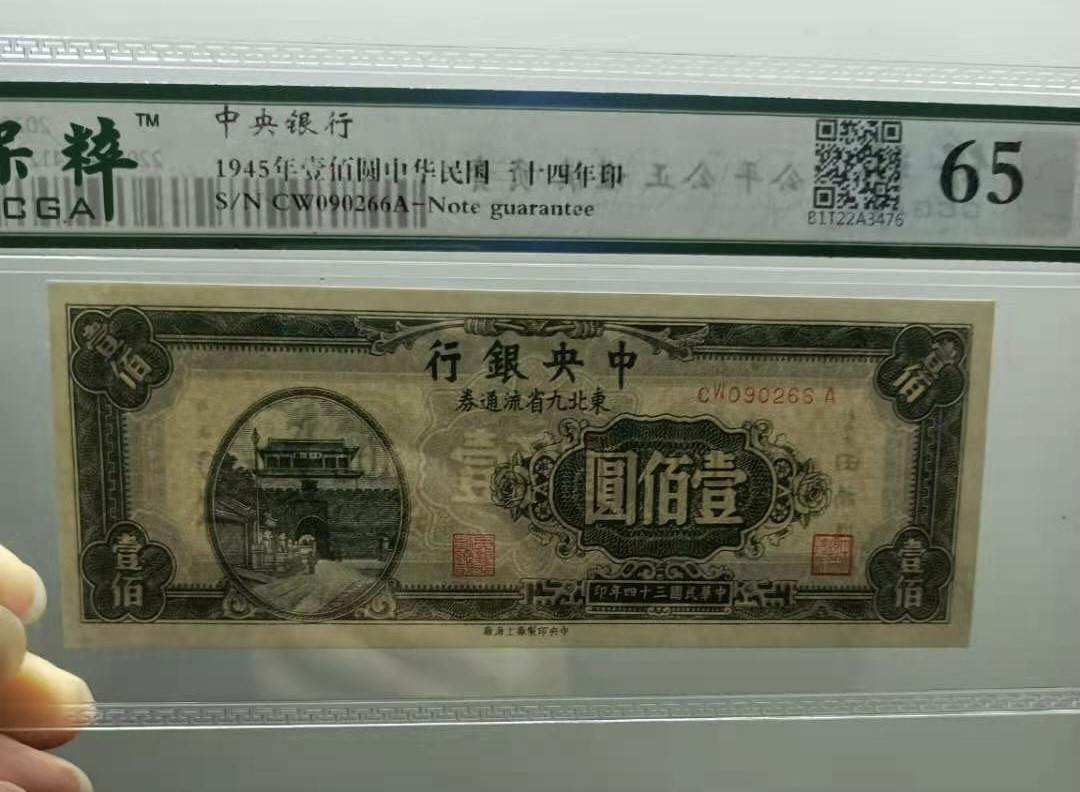 粹™
CGA
中央银行
1945年壹佰圆中华民国三十四年印
S/N CW090266A-Note guarantee
B1T22A3476
65
壹佰
壹佰
行銀央中
券通流省九北東
CW090266 A
壹
圓佰壹
印年四十三國民華中
壹佰
壹佰
廠海上廠製印央中